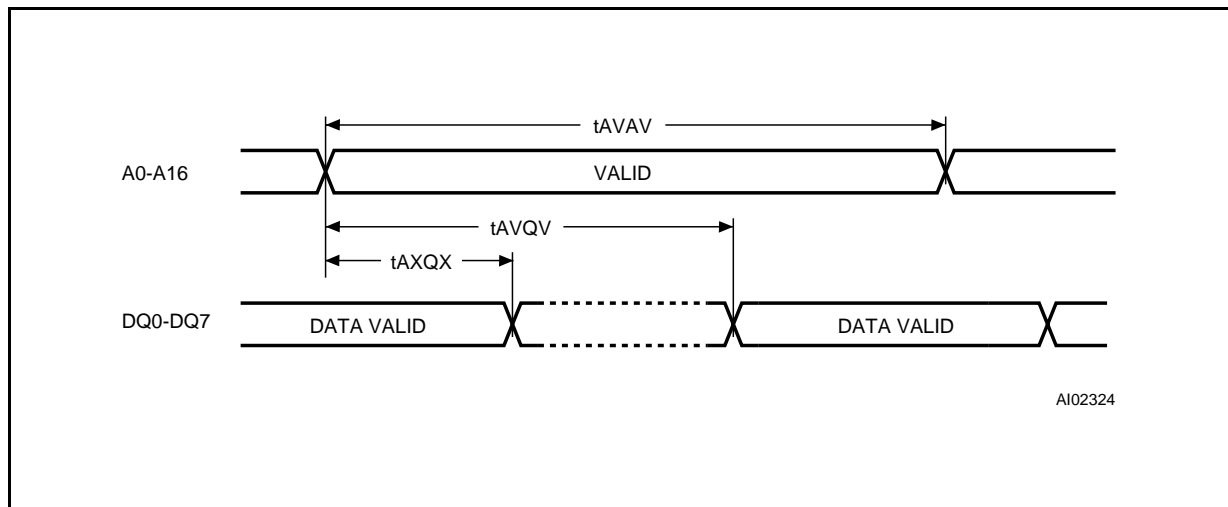 tAVAV
A0-A16 VALID
tAVQV
tAXQX
DQ0-DQ7 DATA VALID DATA VALID
AI02324